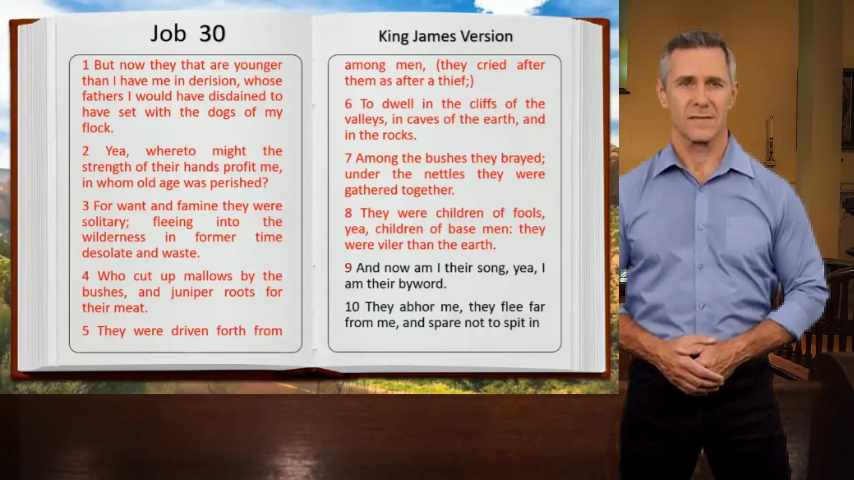 Job 30
1 But now they that are younger
than I have me in derision, whose
fathers I would have disdained to
have set with the dogs of my
flock.
2 Yea, whereto might the
strength of their hands profit me,
in whom old age was perished?
3 For want and famine they were
solitary; fleeing into the
wilderness in former time
desolate and waste.
4 Who cut up mallows by the
bushes, and juniper roots for
their meat.
5 They were driven forth from
King James Version
among men, (they cried after
them as after a thief;)
6 To dwell in the cliffs of the
valleys, in caves of the earth, and
in the rocks.
7 Among the bushes they brayed;
under the nettles they were
gathered together.
8 They were children of fools,
yea, children of base men: they
were viler than the earth.
9 And now am I their song, yea, I
am their byword.
10 They abhor me, they flee far
from me, and spare not to spit in